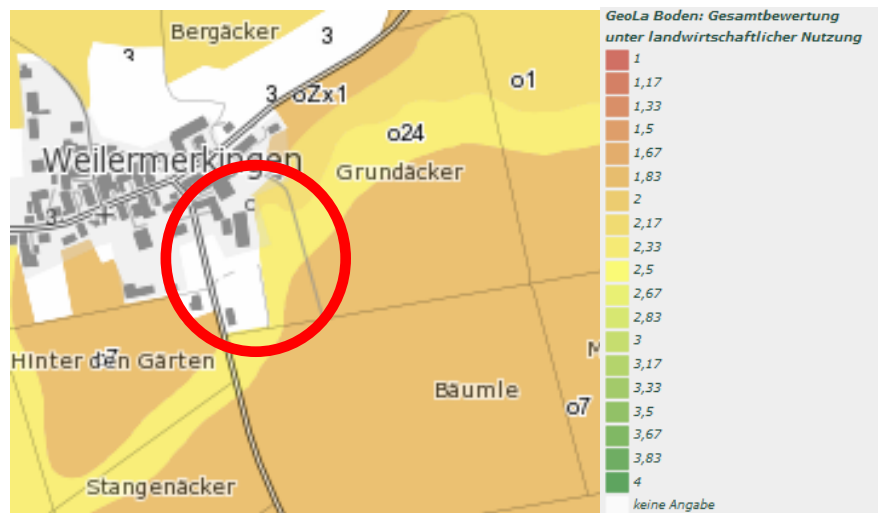 Bergäcker
3
3
3
oZx1
o1
o24
Weilermerkingen
Grundäcker
3
Hinter den Gärten
o7
Bäumle
M
o7
Stangenäcker
GeoLa Boden: Gesamtbewertung
unter landwirtschaftlicher Nutzung
1
1,17
1,33
1,5
1,67
1,83
2
2,17
2,33
2,5
2,67
2,83
3
3,17
3,33
3,5
3,67
3,83
4
keine Angabe